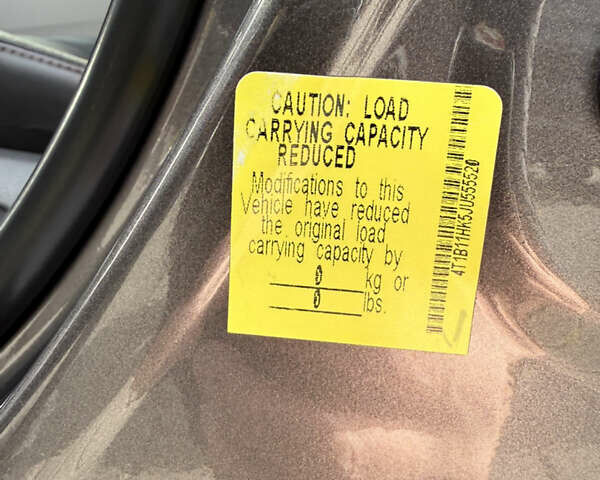 CAUTION: LOAD
CARRYING CAPACITY
REDUCED
Modifications to this
Vehicle have reduced
the original load
carrying capacity by
0 kg or
0 lbs.
4T1B11HK5JU555520